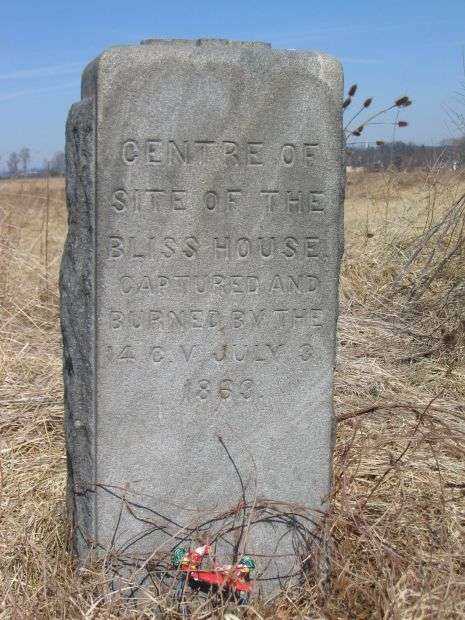 CENTRE OF
SITE OF THE
BLISS HOUSE.
CAPTURED AND
BURNED BY THE
14 C.V. JULY 3
1863.